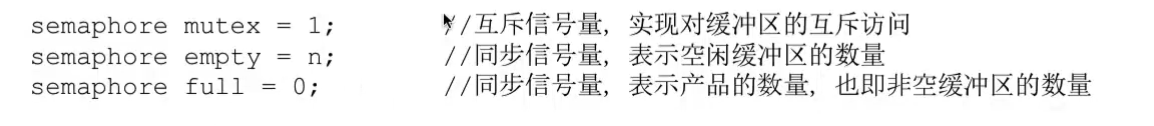 semaphore mutex = 1; //互斥信号量，实现对缓冲区的互斥访问
semaphore empty = n; //同步信号量，表示空闲缓冲区的数量
semaphore full = 0; //同步信号量，表示产品的数量，也即非空缓冲区的数量